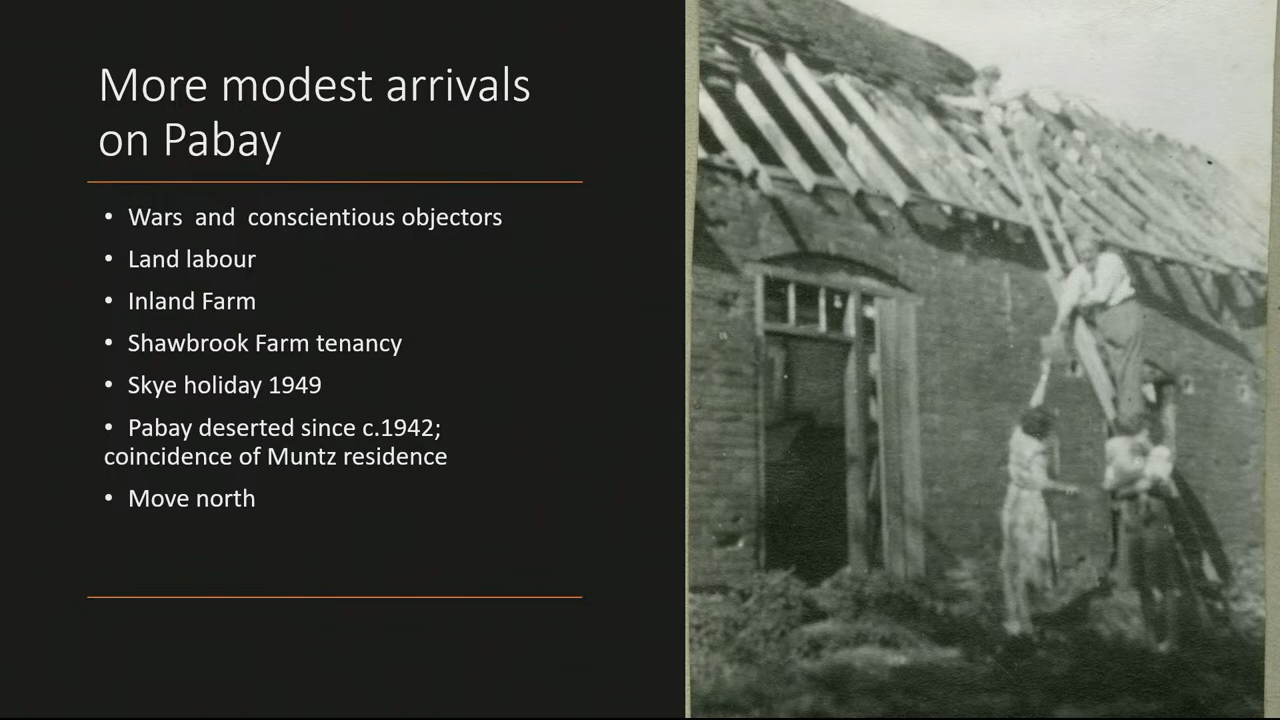 More modest arrivals
on Pabay
• Wars and conscientious objectors
• Land labour
• Inland Farm
• Shawbrook Farm tenancy
• Skye holiday 1949
• Pabay deserted since c.1942;
coincidence of Muntz residence
• Move north